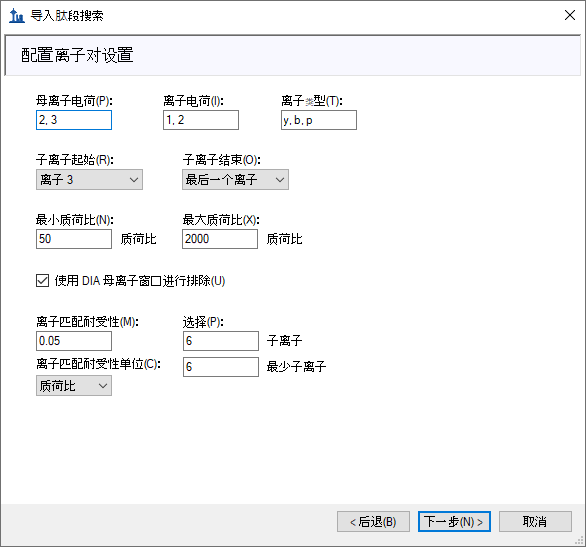 导入肽段搜索
配置离子对设置
母离子电荷(P): 离子电荷(I): 离子类型(T):
2, 3 1, 2 y, b, p
子离子起始(R): 子离子结束(O):
离子 3 最后一个离子
最小质荷比(N): 最大质荷比(X):
50 质荷比 2000 质荷比
使用 DIA 母离子窗口进行排除(U)
离子匹配耐受性(M): 选择(P):
0.05 6 子离子
离子匹配耐受性单位(C): 6 最少子离子
质荷比
< 后退(B) 下一步(N) > 取消